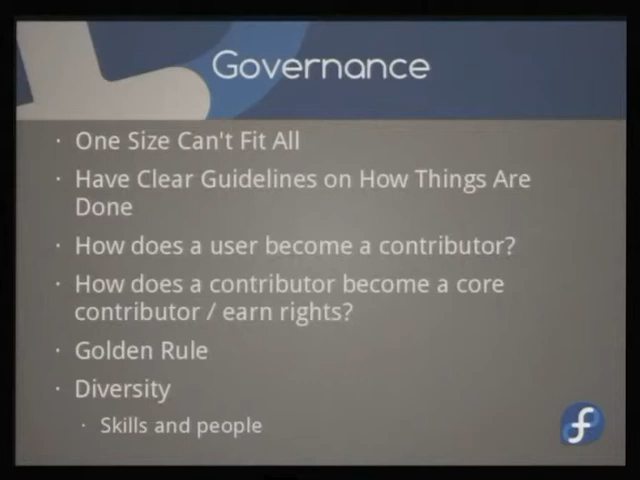 Governance
· One Size Can't Fit All
· Have Clear Guidelines on How Things Are
Done
· How does a user become a contributor?
· How does a contributor become a core
contributor / earn rights?
· Golden Rule
· Diversity
· Skills and people